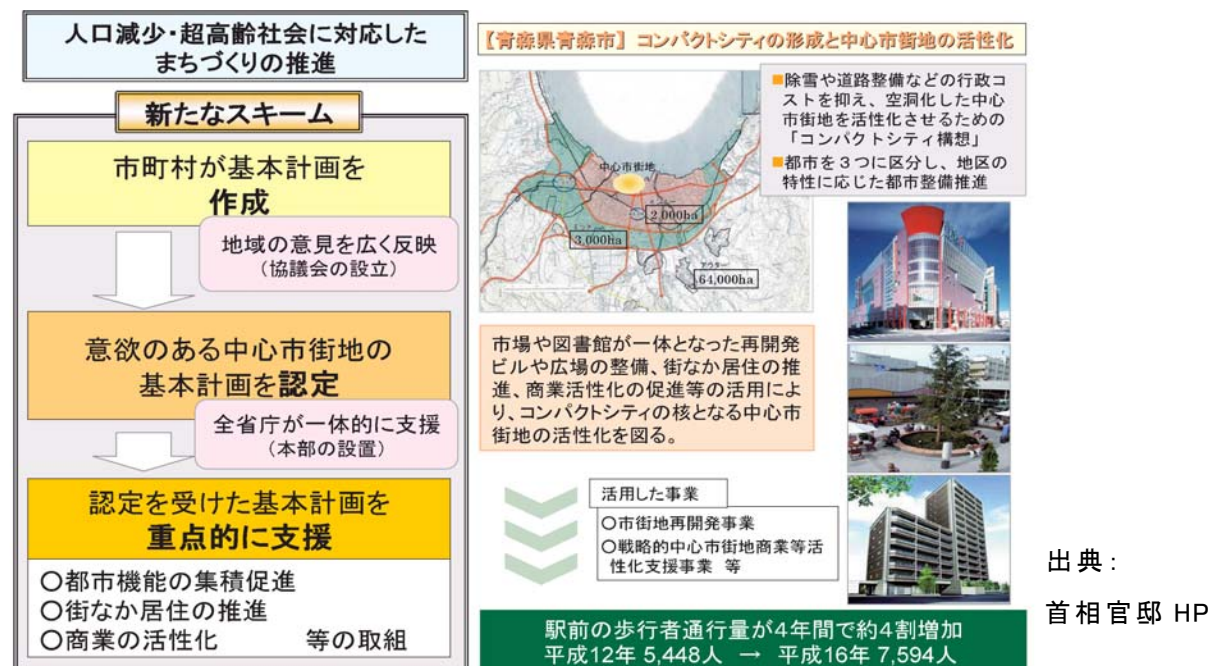 人口減少・超高齢社会に対応した
まちづくりの推進
新たなスキーム
市町村が基本計画を
作成
地域の意見を広く反映
（協議会の設立）
意欲のある中心市街地の
基本計画を認定
全省庁が一体的に支援
（本部の設置）
認定を受けた基本計画を
重点的に支援
○都市機能の集積促進
○街なか居住の推進
○商業の活性化　　　等の取組
【青森県青森市】コンパクトシティの形成と中心市街地の活性化
■除雪や道路整備などの行政コ
ストを抑え、空洞化した中心
市街地を活性化させるための
「コンパクトシティ構想」
■都市を３つに区分し、地区の
特性に応じた都市整備推進
中心市街地
2,000ha
3,000ha
アウター
64,000ha
市場や図書館が一体となった再開発
ビルや広場の整備、街なか居住の推
進、商業活性化の促進等の活用によ
り、コンパクトシティの核となる中心市
街地の活性化を図る。
活用した事業
○市街地再開発事業
○戦略的中心市街地商業等活
性化支援事業　等
駅前の歩行者通行量が４年間で約４割増加
平成12年 5,448人　→　平成16年 7,594人
出典：
首相官邸 HP